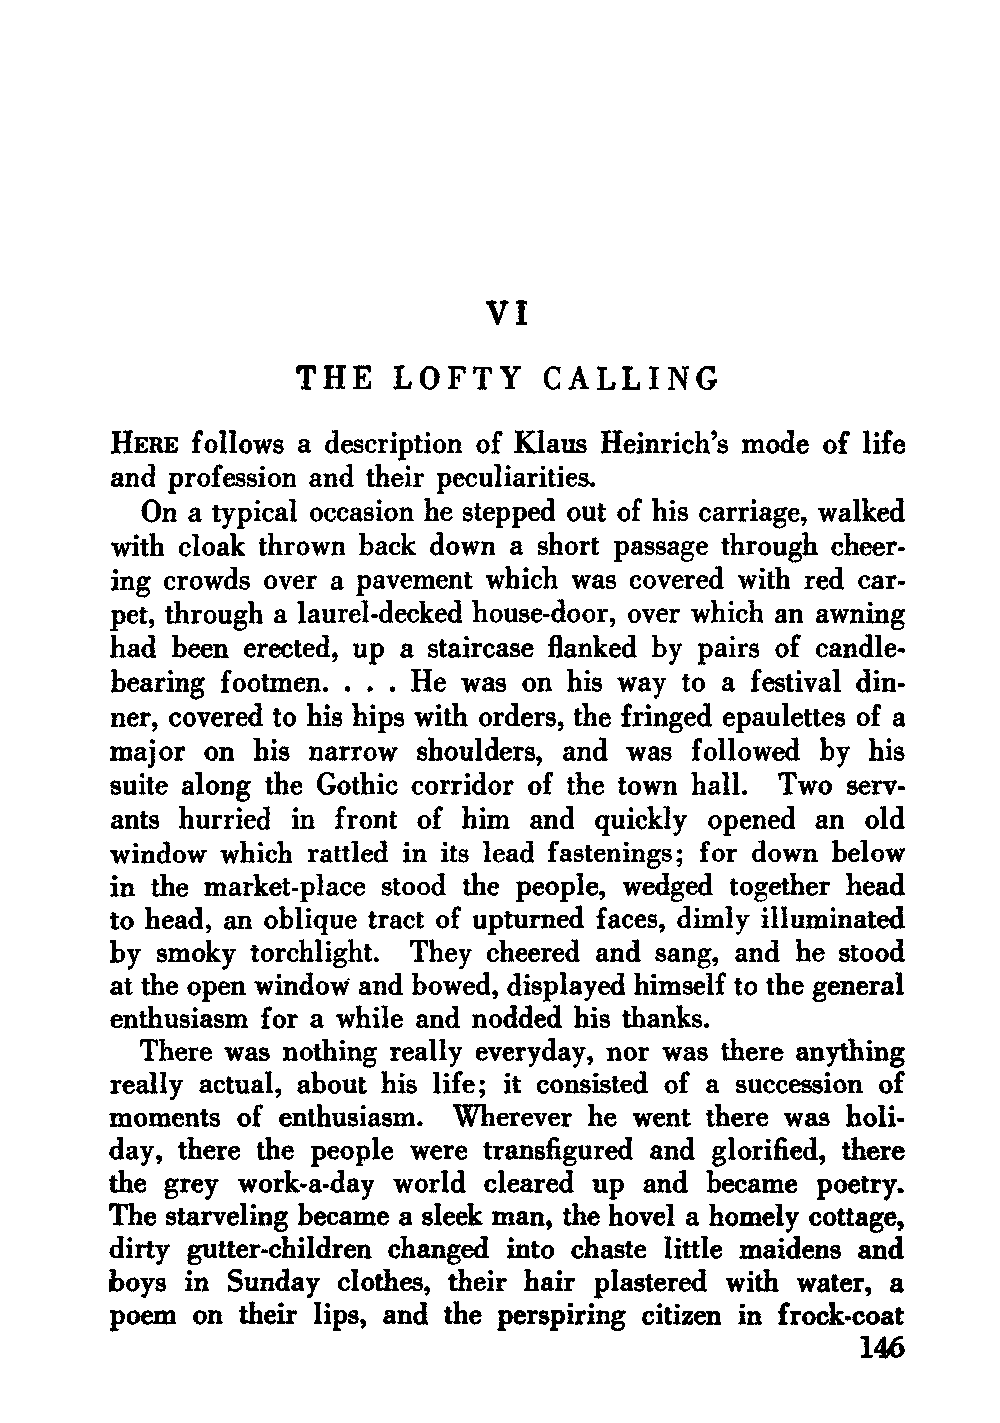 VI
THE LOFTY CALLING
HERE follows a description of Klaus Heinrich's mode of life
and profession and their peculiarities.
On a typical occasion he stepped out of his carriage, walked
with cloak thrown back down a short passage through cheer-
ing crowds over a pavement which was covered with red car-
pet, through a laurel-decked house-door, over which an awning
had been erected, up a staircase flanked by pairs of candle-
bearing footmen. . . . He was on his way to a festival din-
ner, covered to his hips with orders, the fringed epaulettes of a
major on his narrow shoulders, and was followed by his
suite along the Gothic corridor of the town hall. Two serv-
ants hurried in front of him and quickly opened an old
window which rattled in its lead fastenings; for down below
in the market-place stood the people, wedged together head
to head, an oblique tract of upturned faces, dimly illuminated
by smoky torchlight. They cheered and sang, and he stood
at the open window and bowed, displayed himself to the general
enthusiasm for a while and nodded his thanks.
There was nothing really everyday, nor was there anything
really actual, about his life; it consisted of a succession of
moments of enthusiasm. Wherever he went there was holi-
day, there the people were transfigured and glorified, there
the grey work-a-day world cleared up and became poetry.
The starveling became a sleek man, the hovel a homely cottage,
dirty gutter-children changed into chaste little maidens and
boys in Sunday clothes, their hair plastered with water, a
poem on their lips, and the perspiring citizen in frock-coat
146